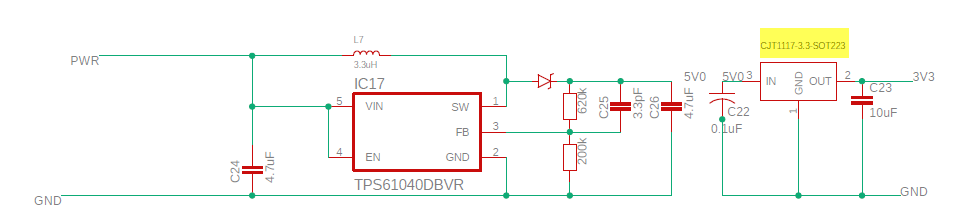 L7
CJT1117-3.3-SOT223
PWR
3.3uH
IC17
5V0
5V0
3
IN
GND
OUT
2
3V3
5
VIN
SW
1
620k
C25
3.3pF
C26
4.7uF
C22
0.1uF
1
C23
10uF
FB
3
4
EN
GND
2
200k
C24
4.7uF
TPS61040DBVR
GND
GND